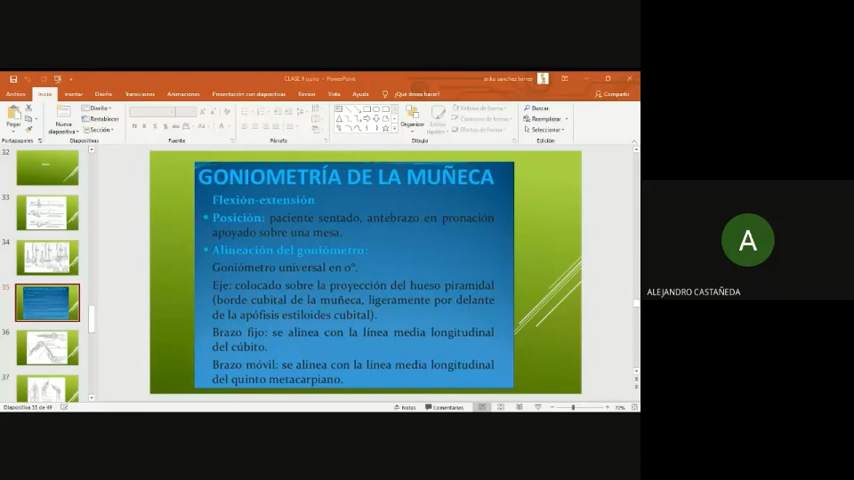 CLASE 9 - PowerPoint
erika sanchez torres
Archivo Inicio Insertar Diseño Transiciones Animaciones Presentación con diapositivas Revisar Vista Ayuda ¿Qué desea hacer? Compartir
Pegar
Nueva diapositiva
Diseño
Restablecer
Sección
Organizar
Estilos rápidos
Buscar
Reemplazar
Seleccionar
Portapapeles Diapositivas Fuente Párrafo Dibujo Edición
32
33
34
35
36
37
GONIOMETRÍA DE LA MUÑECA
Flexión-extensión
• Posición: paciente sentado, antebrazo en pronación
apoyado sobre una mesa.
• Alineación del goniómetro:
Goniómetro universal en 0°.
Eje: colocado sobre la proyección del hueso piramidal
(borde cubital de la muñeca, ligeramente por delante
de la apófisis estiloides cubital).
Brazo fijo: se alinea con la línea media longitudinal
del cúbito.
Brazo móvil: se alinea con la línea media longitudinal
del quinto metacarpiano.
A
ALEJANDRO CASTAÑEDA
Diapositiva 35 de 49
Notas Comentarios